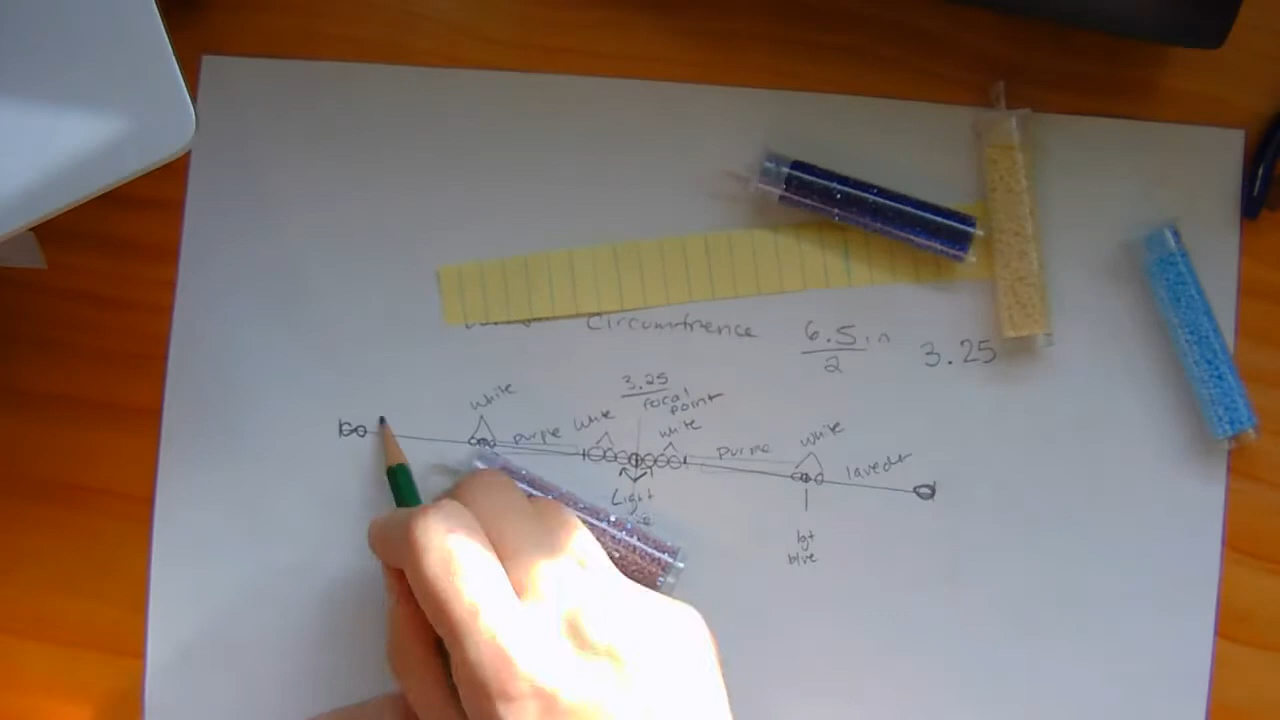 Circumfrence
6.5 in
2
3.25
3.25
focal
point
white
purple
white
white
purple
white
laveder
Light
lgt
blue